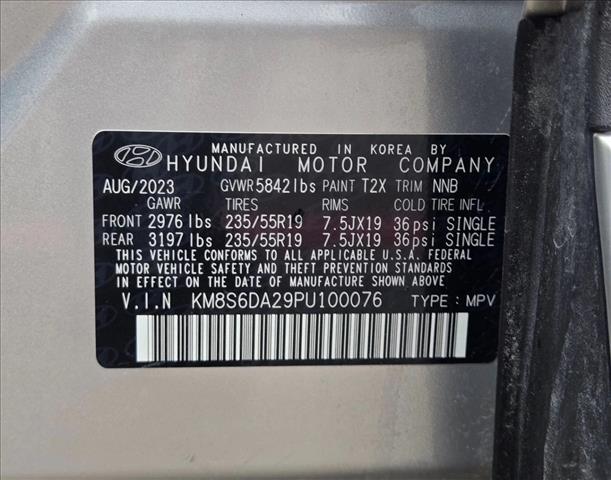 MANUFACTURED IN KOREA BY
HYUNDAI MOTOR COMPANY
AUG/2023 GVWR 5842 lbs PAINT T2X TRIM NNB
GAWR TIRES RIMS COLD TIRE INFL
FRONT 2976 lbs 235/55R19 7.5JX19 36psi SINGLE
REAR 3197 lbs 235/55R19 7.5JX19 36psi SINGLE
THIS VEHICLE CONFORMS TO ALL APPLICABLE U.S.A. FEDERAL
MOTOR VEHICLE SAFETY, BUMPER, AND THEFT PREVENTION STANDARDS
IN EFFECT ON THE DATE OF MANUFACTURE SHOWN ABOVE.
V.I.N KM8S6DA29PU100076 TYPE : MPV